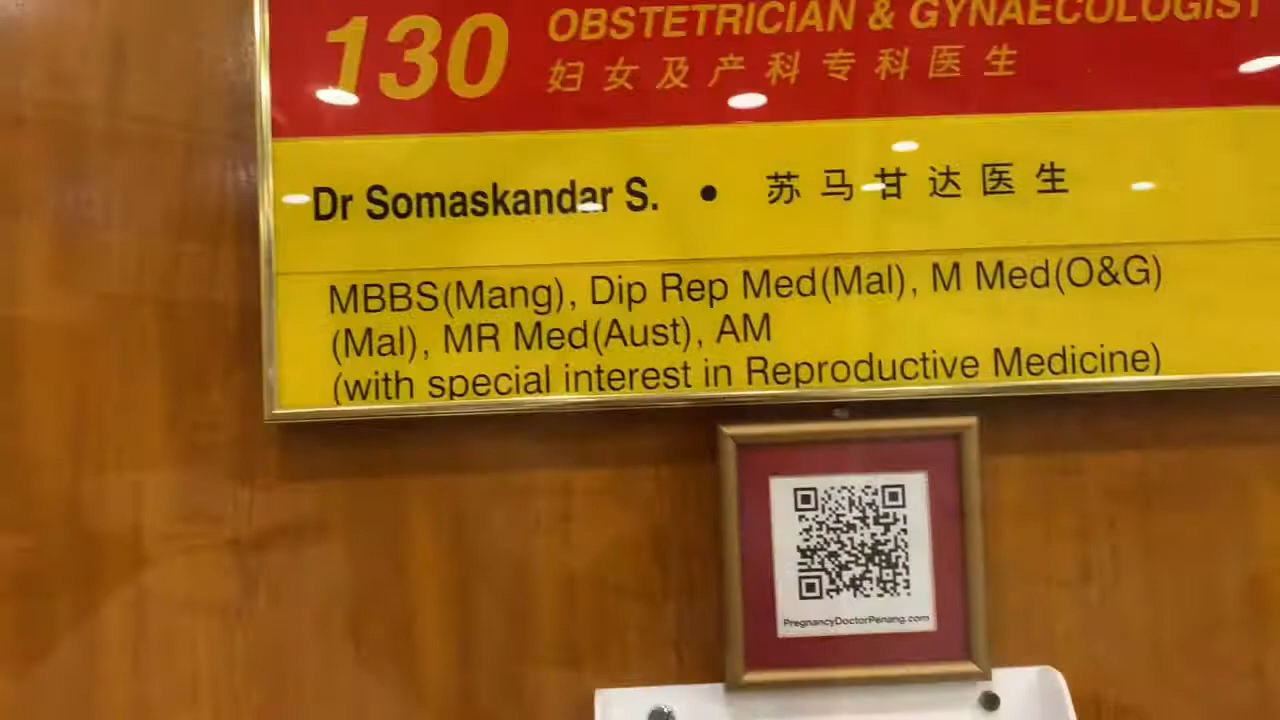 130
OBSTETRICIAN & GYNAECOLOGIST
妇女及产科专科医生
Dr Somaskandar S. • 苏马甘达医生
MBBS(Mang), Dip Rep Med(Mal), M Med(O&G)
(Mal), MR Med(Aust), AM
(with special interest in Reproductive Medicine)
PregnancyDoctorPenang.com